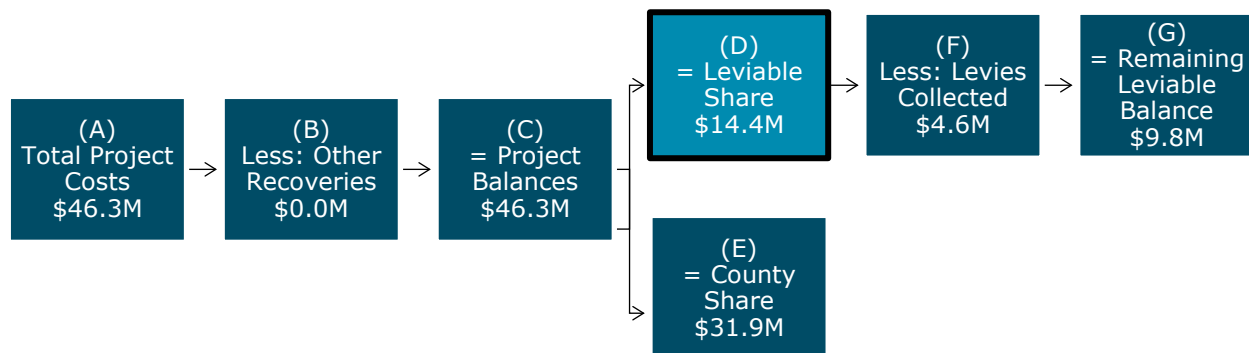 (A)
Total Project
Costs
$46.3M
(B)
Less: Other
Recoveries
$0.0M
(C)
= Project
Balances
$46.3M
(D)
= Leviable
Share
$14.4M
(E)
= County
Share
$31.9M
(F)
Less: Levies
Collected
$4.6M
(G)
= Remaining
Leviable
Balance
$9.8M